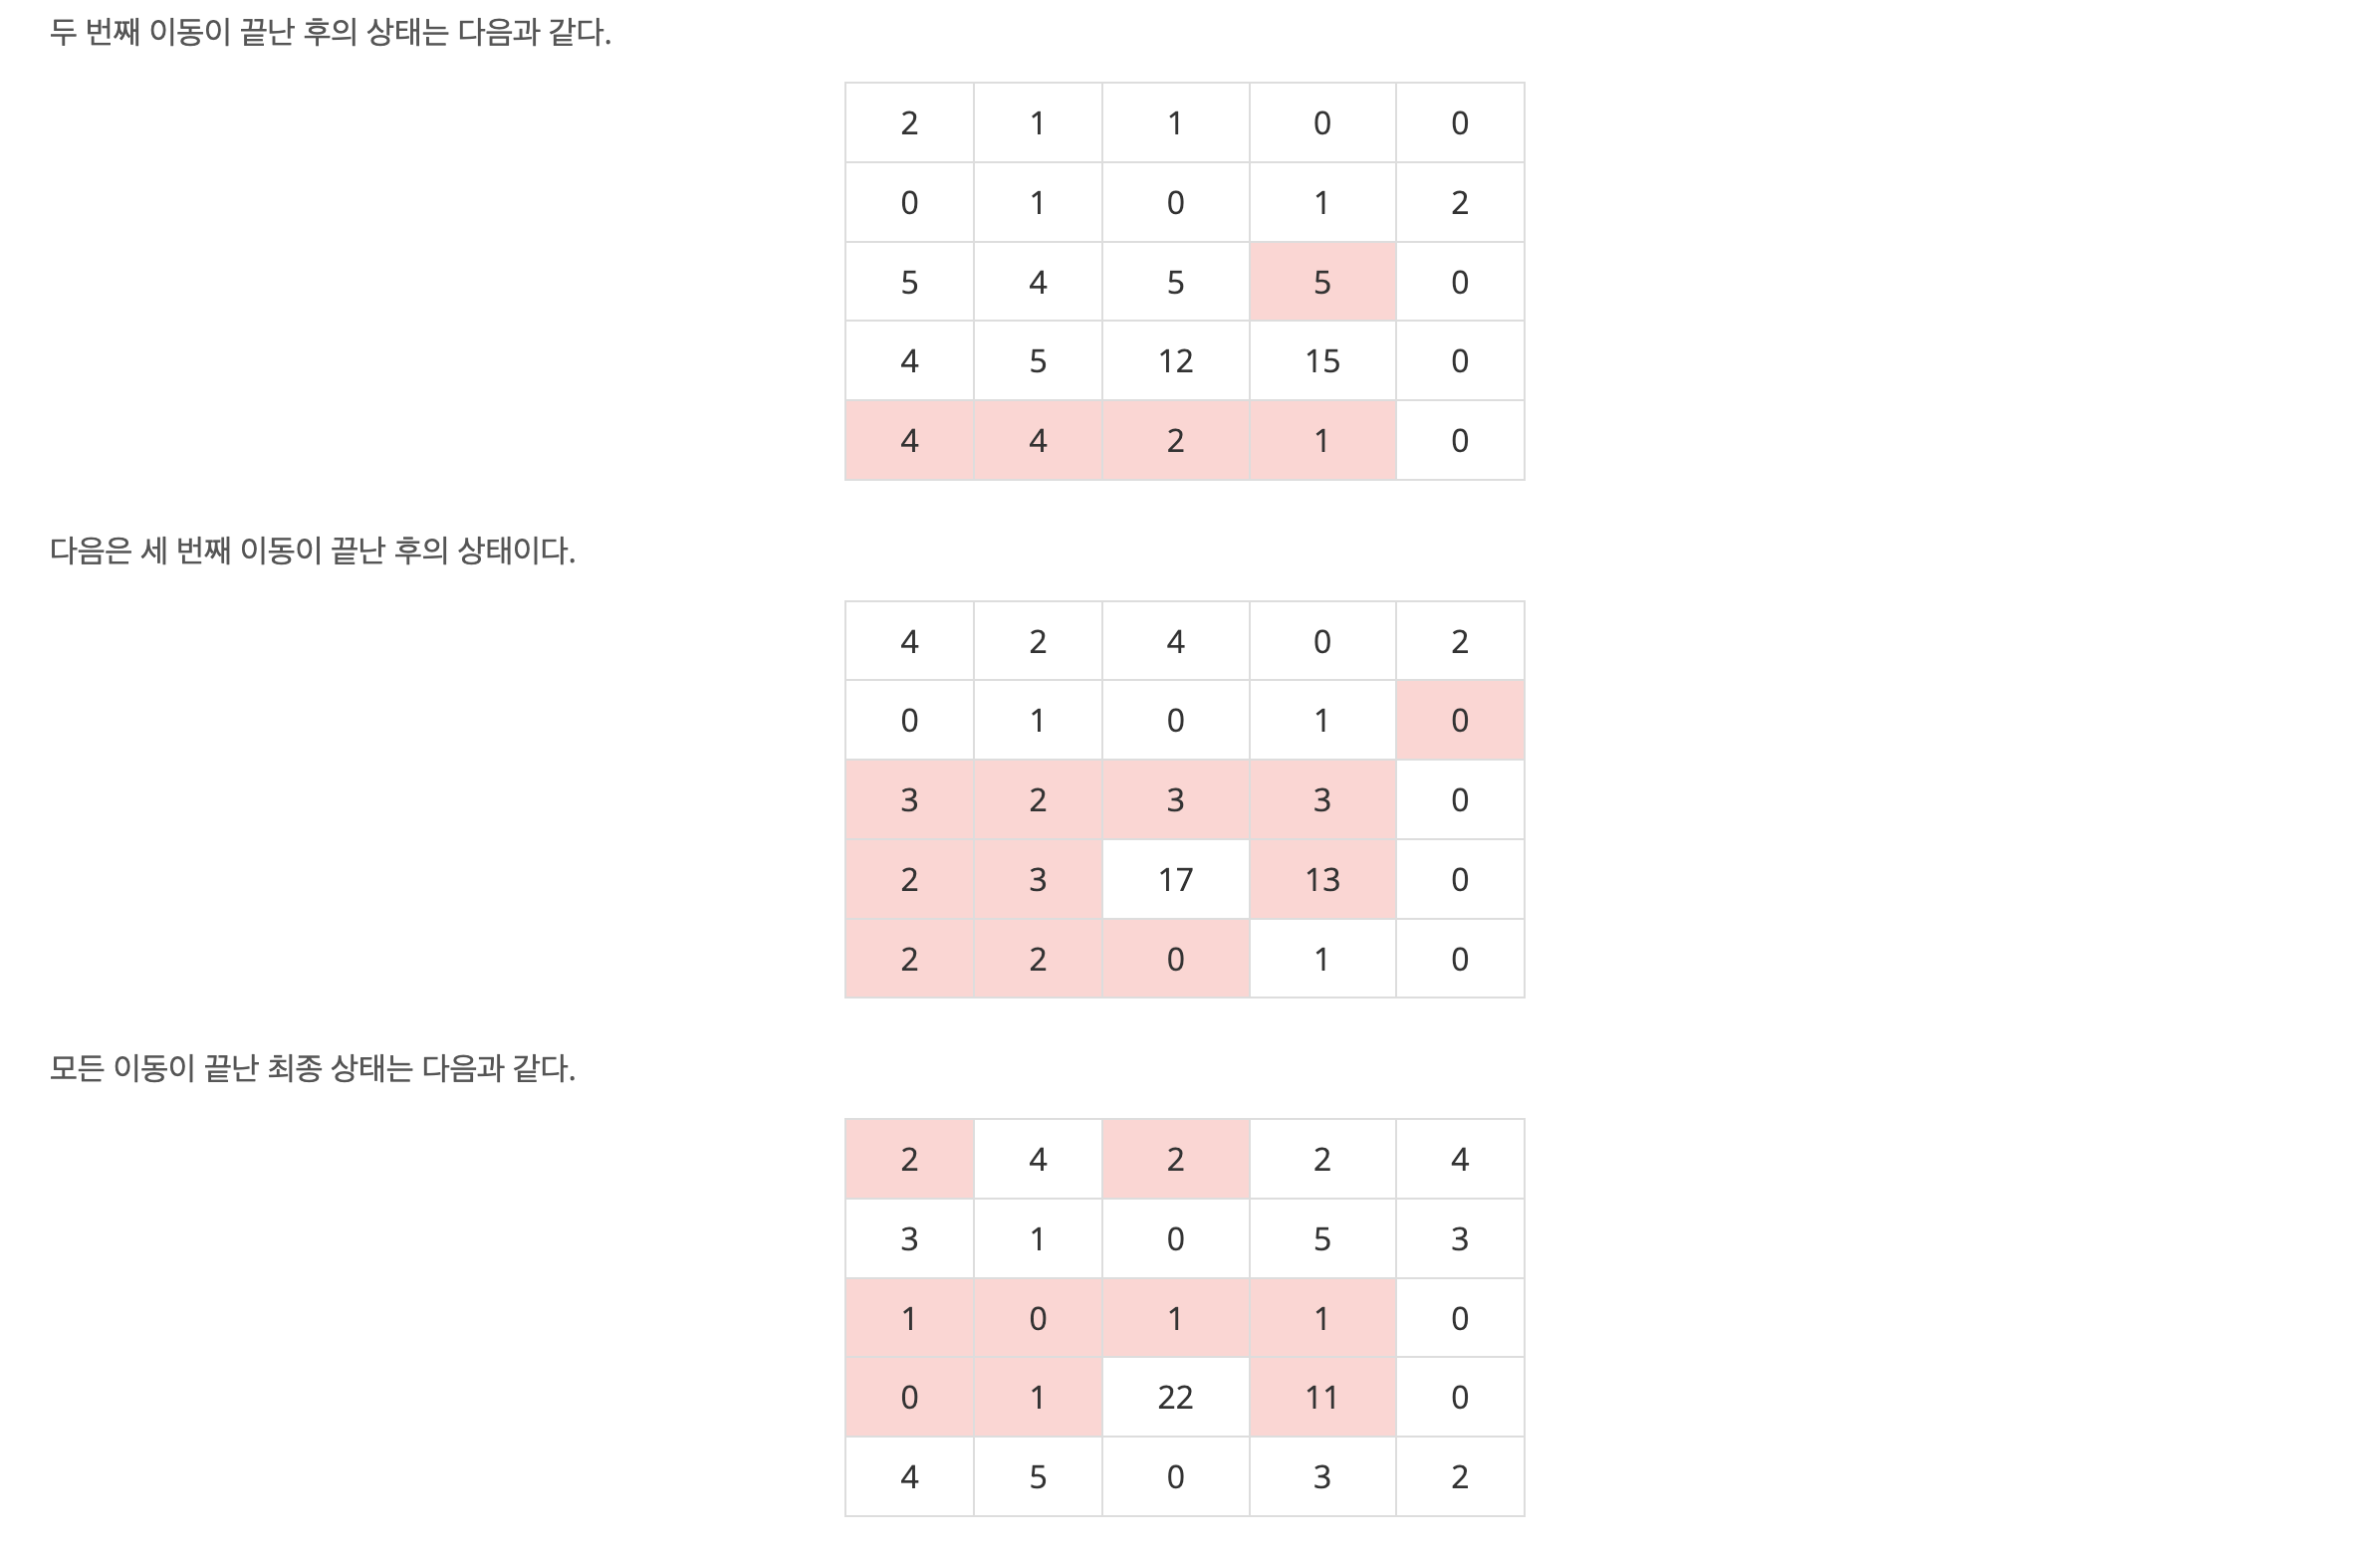 두 번째 이동이 끝난 후의 상태는 다음과 같다.
2 1 1 0 0
0 1 0 1 2
5 4 5 5 0
4 5 12 15 0
4 4 2 1 0
다음은 세 번째 이동이 끝난 후의 상태이다.
4 2 4 0 2
0 1 0 1 0
3 2 3 3 0
2 3 17 13 0
2 2 0 1 0
모든 이동이 끝난 최종 상태는 다음과 같다.
2 4 2 2 4
3 1 0 5 3
1 0 1 1 0
0 1 22 11 0
4 5 0 3 2